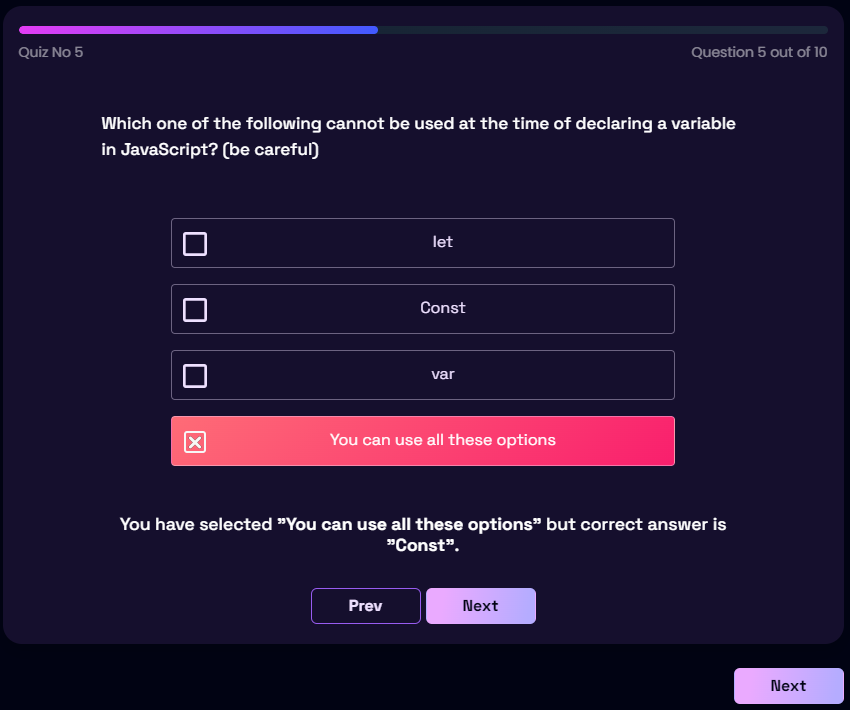 Quiz No 5
Question 5 out of 10
Which one of the following cannot be used at the time of declaring a variable
in JavaScript? (be careful)
let
Const
var
You can use all these options
You have selected ”You can use all these options” but correct answer is
”Const”.
Prev
Next
Next